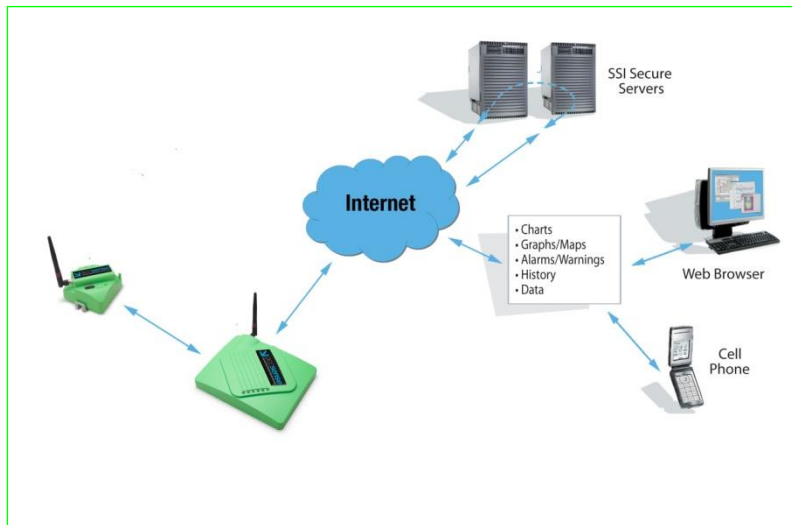 SSI Secure
Servers
Internet
• Charts
• Graphs/Maps
• Alarms/Warnings
• History
• Data
Web Browser
Cell
Phone